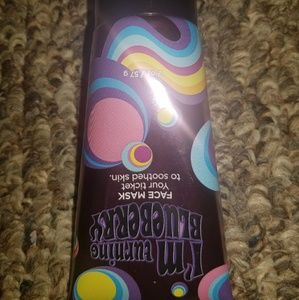 I'm turning
BLUEBERRY
FACE MASK
Your ticket
to soothed skin.
57 g